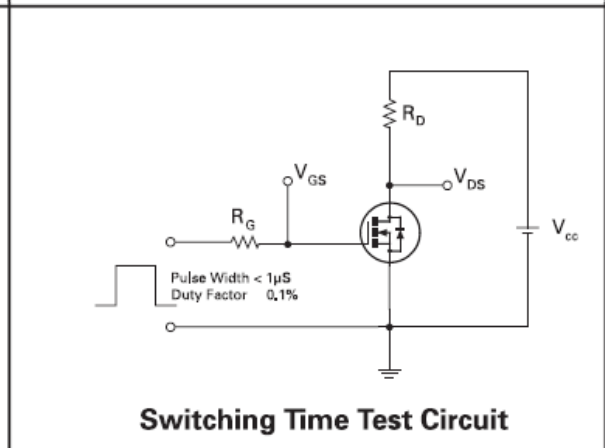 R_D
V_GS
V_DS
R_G
V_cc
Pulse Width < 1µS
Duty Factor 0.1%
Switching Time Test Circuit